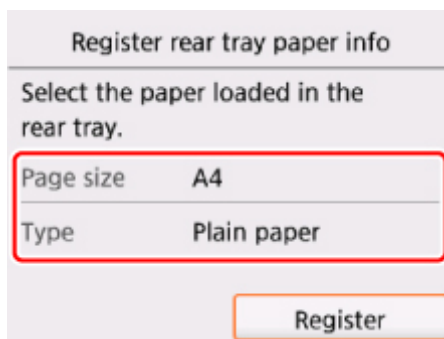 Register rear tray paper info
Select the paper loaded in the
rear tray.
Page size A4
Type Plain paper
Register